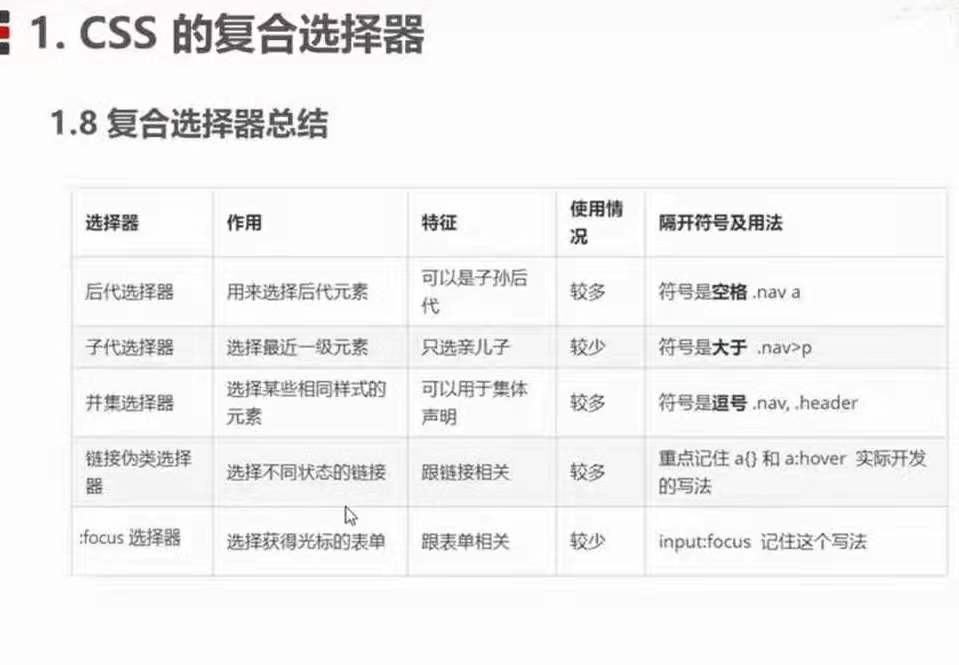 1. CSS 的复合选择器
1.8 复合选择器总结
选择器 作用 特征 使用情况 隔开符号及用法
后代选择器 用来选择后代元素 可以是子孙后代 较多 符号是空格 .nav a
子代选择器 选择最近一级元素 只选亲儿子 较少 符号是大于 .nav>p
并集选择器 选择某些相同样式的元素 可以用于集体声明 较多 符号是逗号 .nav, .header
链接伪类选择器 选择不同状态的链接 跟链接相关 较多 重点记住 a{} 和 a:hover 实际开发的写法
:focus 选择器 选择获得光标的表单 跟表单相关 较少 input:focus 记住这个写法